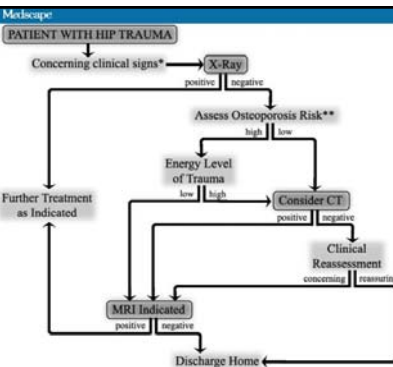 Medscape
PATIENT WITH HIP TRAUMA
Concerning clinical signs*
X-Ray
positive negative
Assess Osteoporosis Risk**
high low
Energy Level
of Trauma
low high
Further Treatment
as Indicated
Consider CT
positive negative
Clinical
Reassessment
concerning reassurin
MRI Indicated
positive negative
Discharge Home